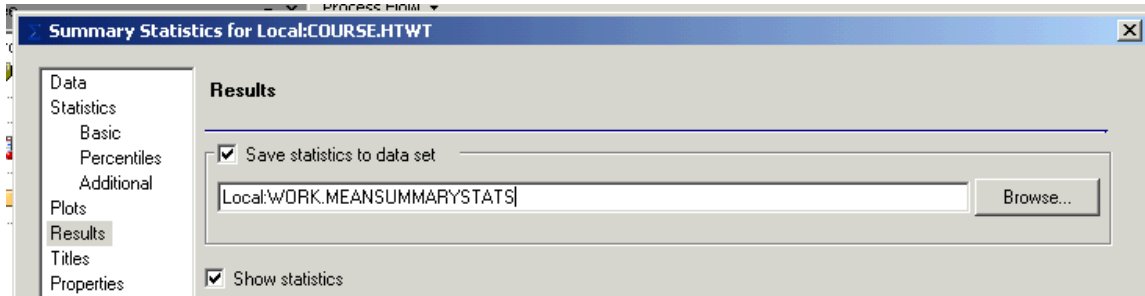 Process Flow
Summary Statistics for Local:COURSE.HTWT
Data
Statistics
Basic
Percentiles
Additional
Plots
Results
Titles
Properties
Results
Save statistics to data set
Local:WORK.MEANSUMMARYSTATS
Browse...
Show statistics